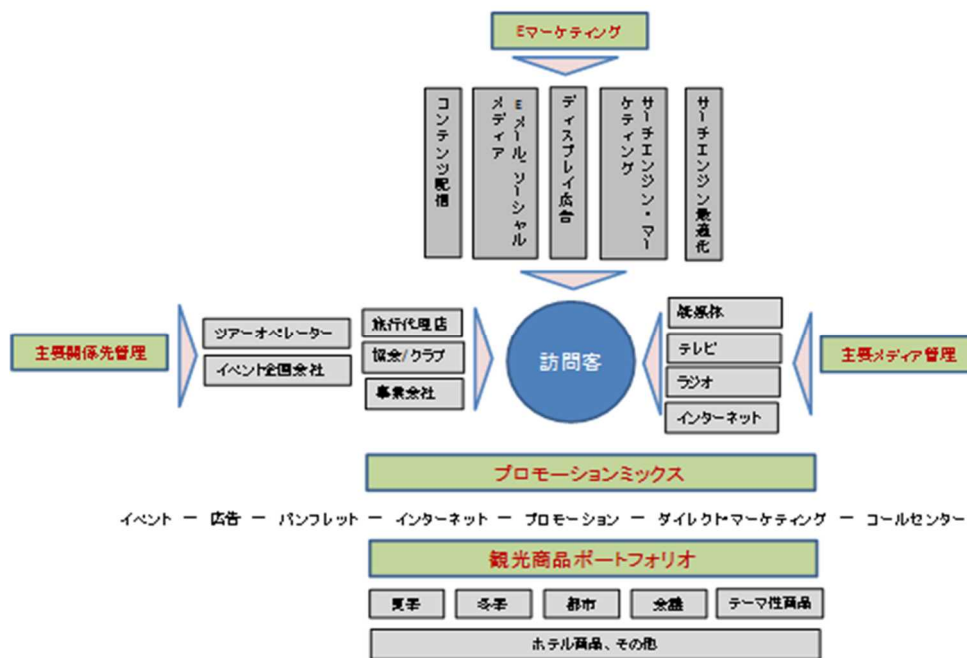 Eマーケティング
コンテンツ配信
Eメール、ソーシャル
メディア
ディスプレイ広告
サーチエンジン・マー
ケティング
サーチエンジン最適化
主要関係先管理
ツアーオペレーター
イベント企画会社
旅行代理店
協会/クラブ
事業会社
訪問客
紙媒体
テレビ
ラジオ
インターネット
主要メディア管理
プロモーションミックス
イベント ー 広告 ー パンフレット ー インターネット ー プロモーション ー ダイレクト・マーケティング ー コールセンター
観光商品ポートフォリオ
夏季
冬季
都市
会議
テーマ性商品
ホテル商品、その他